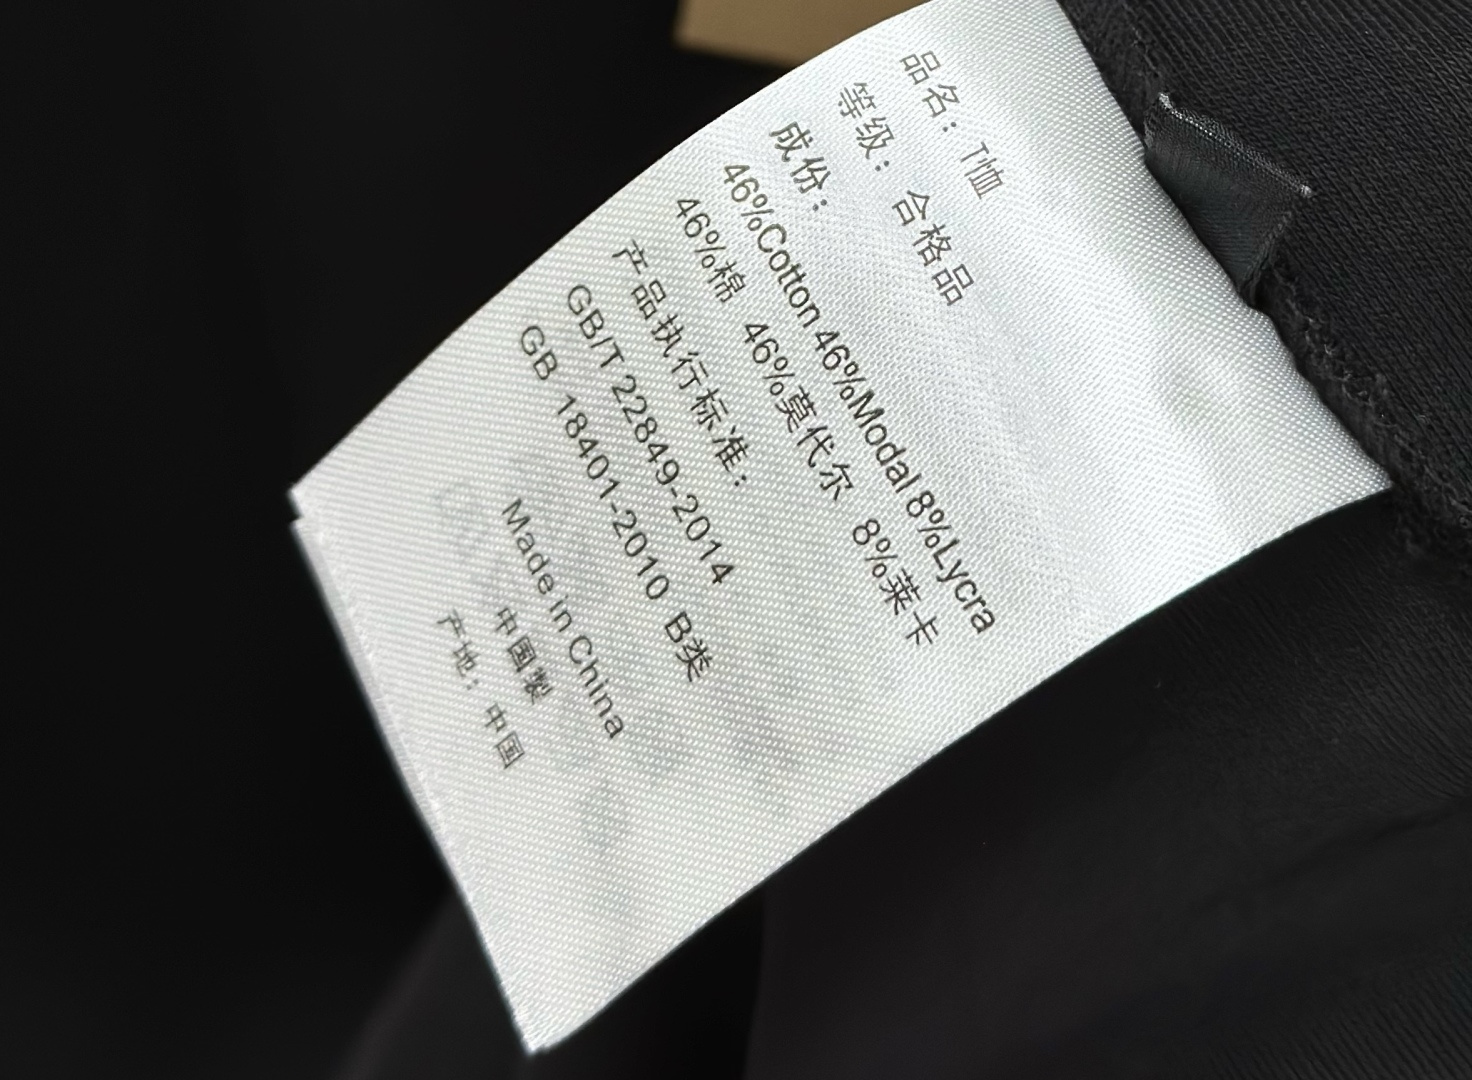 品名：T恤
等级：合格品
成份：
46%Cotton 46%Modal 8%Lycra
46%棉 46%莫代尔 8%莱卡
产品执行标准：
GB/T 22849-2014
GB 18401-2010 B类
Made in China
中国製
产地：中国